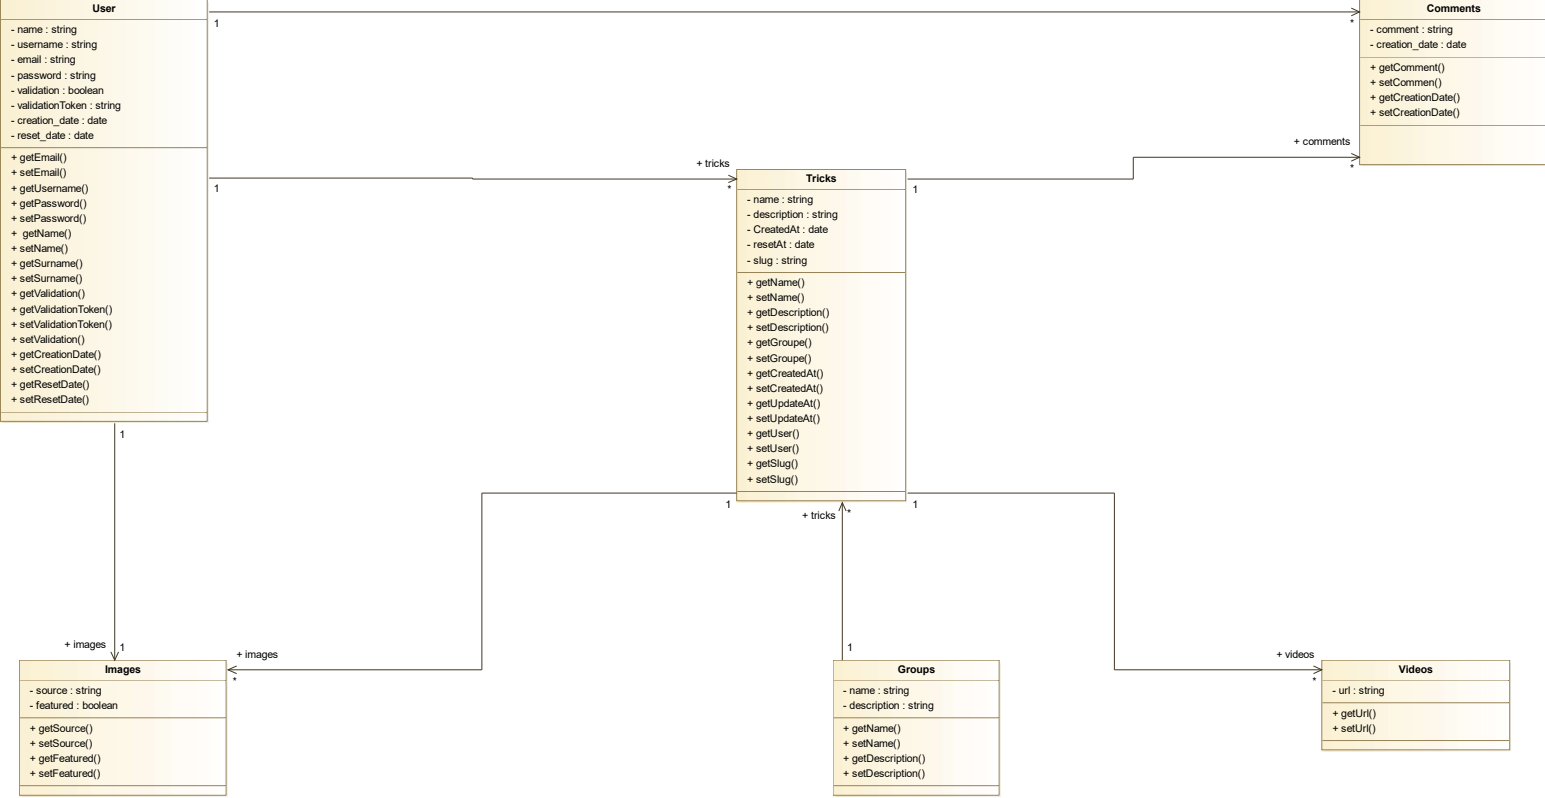 User
- name : string
- username : string
- email : string
- password : string
- validation : boolean
- validationToken : string
- creation_date : date
- reset_date : date
+ getEmail()
+ setEmail()
+ getUsername()
+ getPassword()
+ setPassword()
+  getName()
+ setName()
+ getSurname()
+ setSurname()
+ getValidation()
+ getValidationToken()
+ setValidationToken()
+ setValidation()
+ getCreationDate()
+ setCreationDate()
+ getResetDate()
+ setResetDate()
1
*
Comments
- comment : string
- creation_date : date
+ getComment()
+ setCommen()
+ getCreationDate()
+ setCreationDate()
1
+ tricks
*
Tricks
- name : string
- description : string
- CreatedAt : date
- resetAt : date
- slug : string
+ getName()
+ setName()
+ getDescription()
+ setDescription()
+ getGroupe()
+ setGroupe()
+ getCreatedAt()
+ setCreatedAt()
+ getUpdateAt()
+ setUpdateAt()
+ getUser()
+ setUser()
+ getSlug()
+ setSlug()
1
+ comments
*
1
+ images
1
1
+ images
*
Images
- source : string
- featured : boolean
+ getSource()
+ setSource()
+ getFeatured()
+ setFeatured()
+ tricks
*
1
Groups
- name : string
- description : string
+ getName()
+ setName()
+ getDescription()
+ setDescription()
1
+ videos
*
Videos
- url : string
+ getUrl()
+ setUrl()